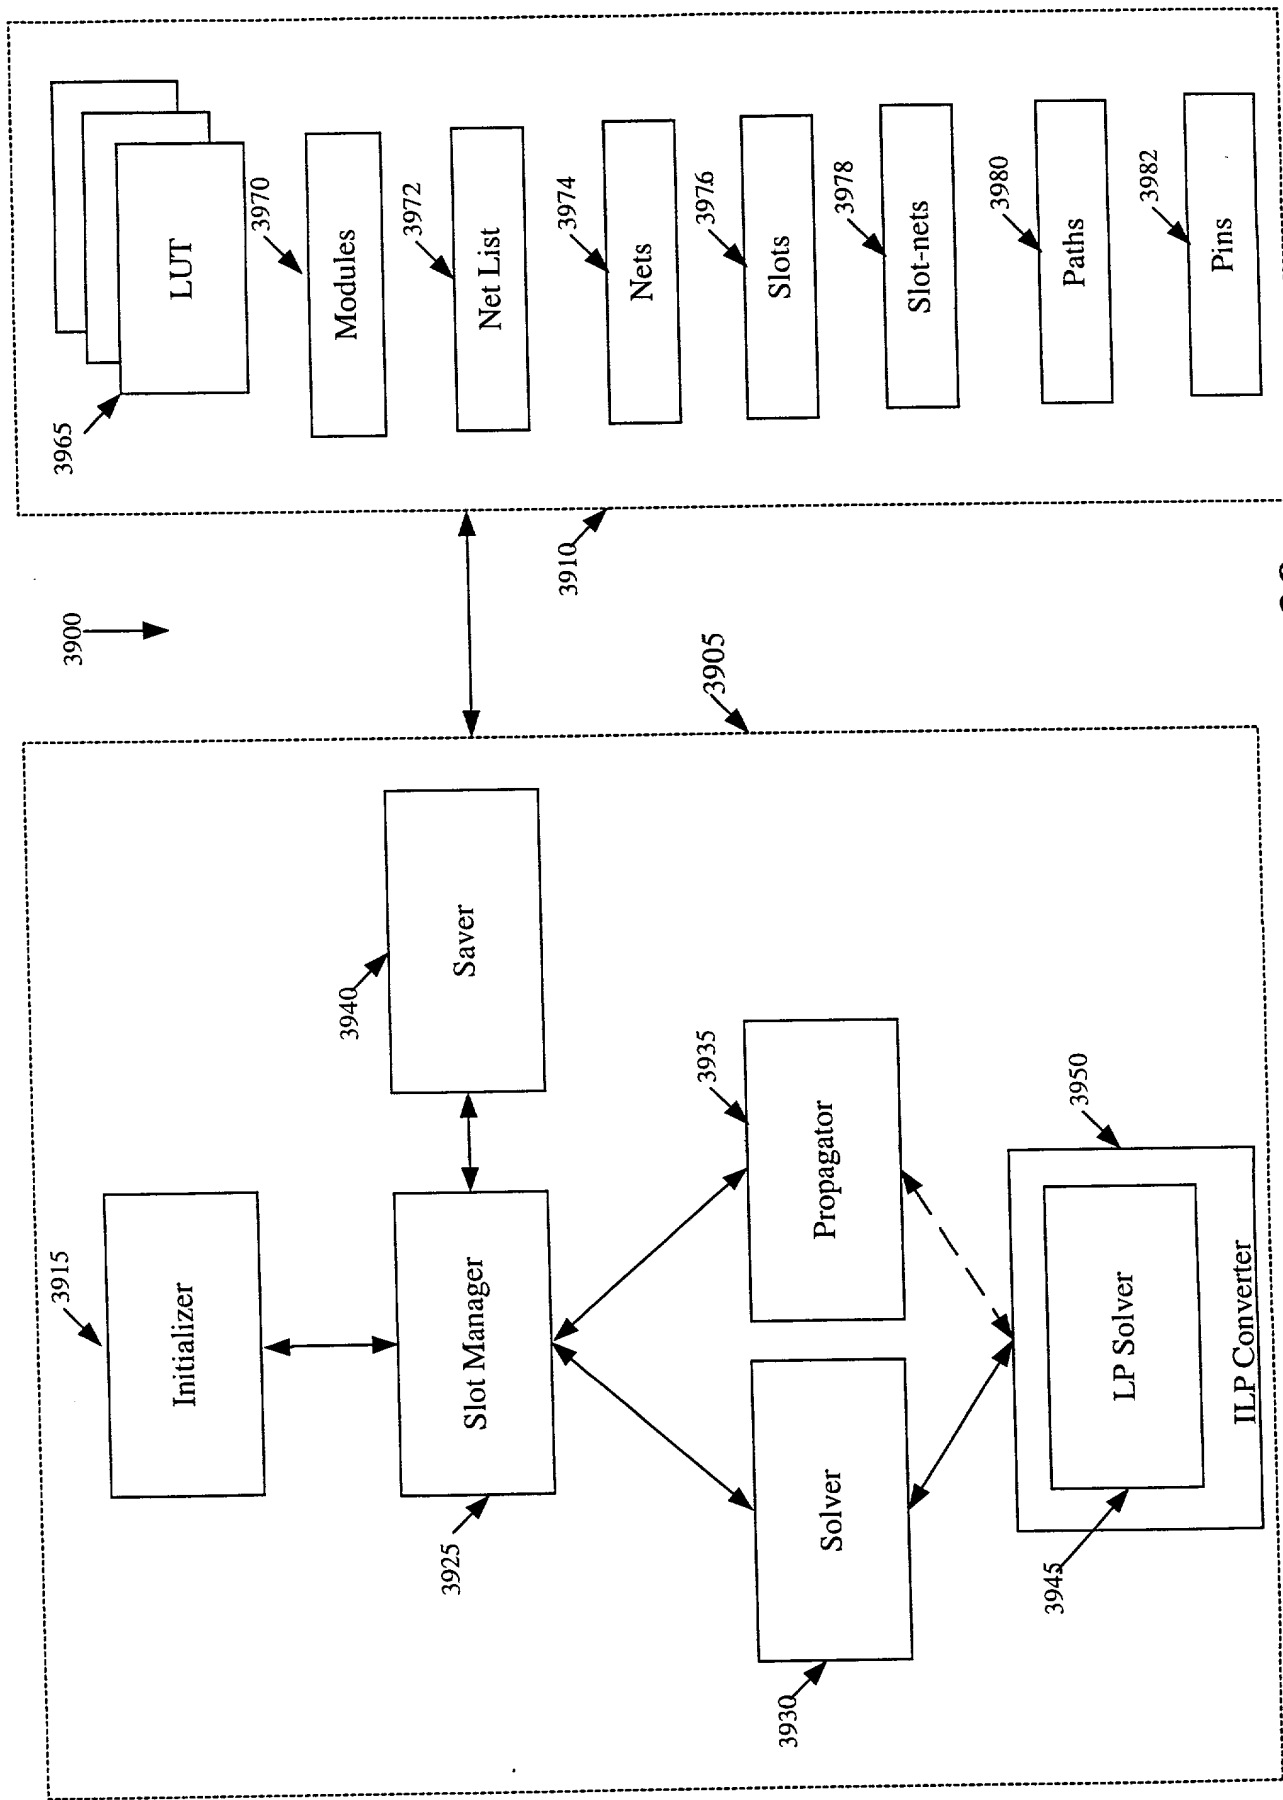 3900
3905
3915
Initializer
3925
Slot Manager
3940
Saver
3930
Solver
3935
Propagator
3945
LP Solver
3950
ILP Converter
3910
3965
LUT
3970
Modules
3972
Net List
3974
Nets
3976
Slots
3978
Slot-nets
3980
Paths
3982
Pins